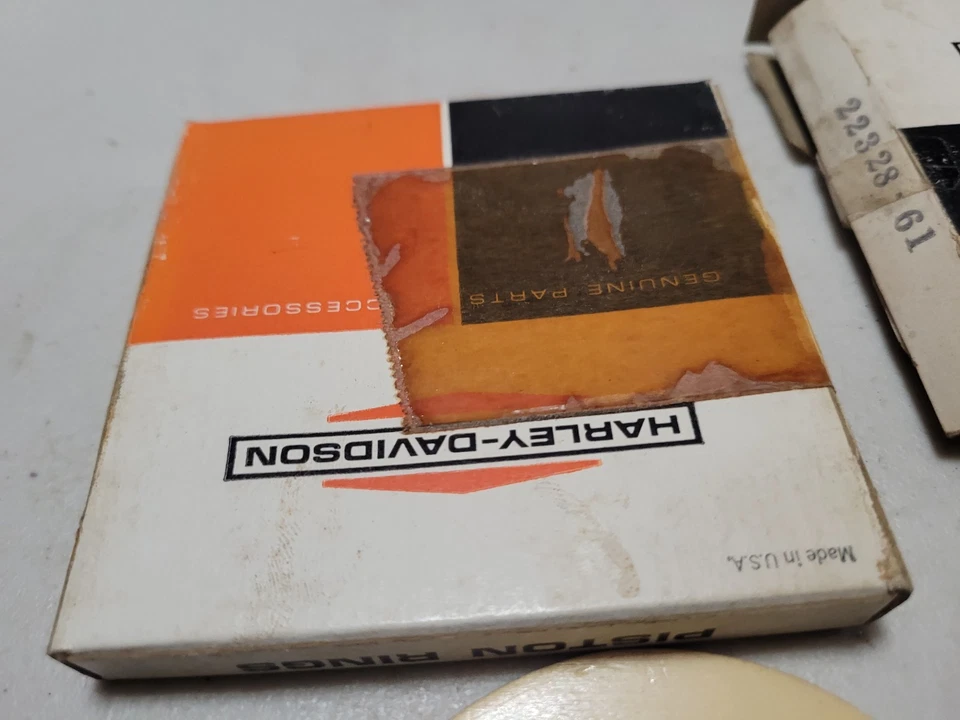 Made in U.S.A.
HARLEY-DAVIDSON
GENUINE PARTS
CCESSORIES
PISTON RINGS
22328-61